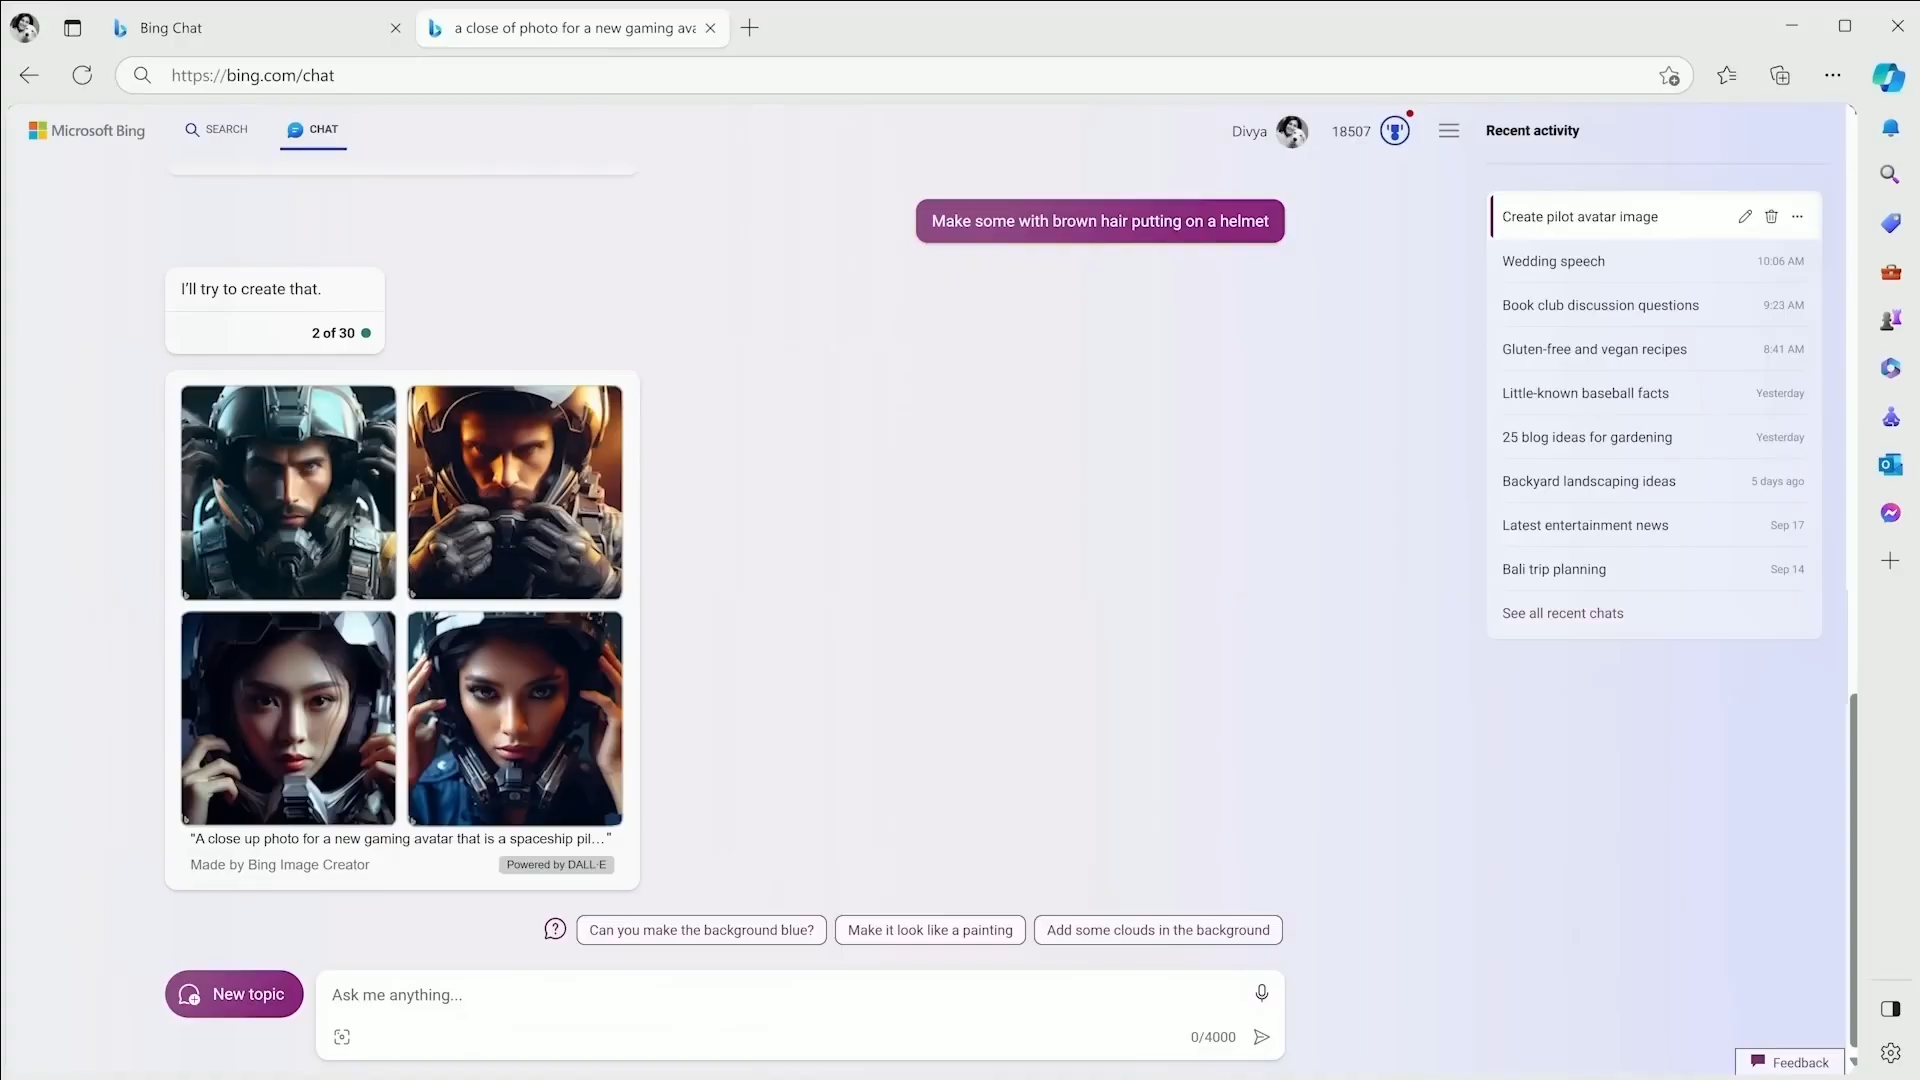 Bing Chat
a close of photo for a new gaming ava
https://bing.com/chat
Microsoft Bing
SEARCH
CHAT
Divya
18507
Recent activity
Make some with brown hair putting on a helmet
I'll try to create that.
2 of 30
"A close up photo for a new gaming avatar that is a spaceship pil..."
Made by Bing Image Creator
Powered by DALL·E
Can you make the background blue?
Make it look like a painting
Add some clouds in the background
New topic
Ask me anything...
0/4000
Create pilot avatar image
Wedding speech 10:06 AM
Book club discussion questions 9:23 AM
Gluten-free and vegan recipes 8:41 AM
Little-known baseball facts Yesterday
25 blog ideas for gardening Yesterday
Backyard landscaping ideas 5 days ago
Latest entertainment news Sep 17
Bali trip planning Sep 14
See all recent chats
Feedback